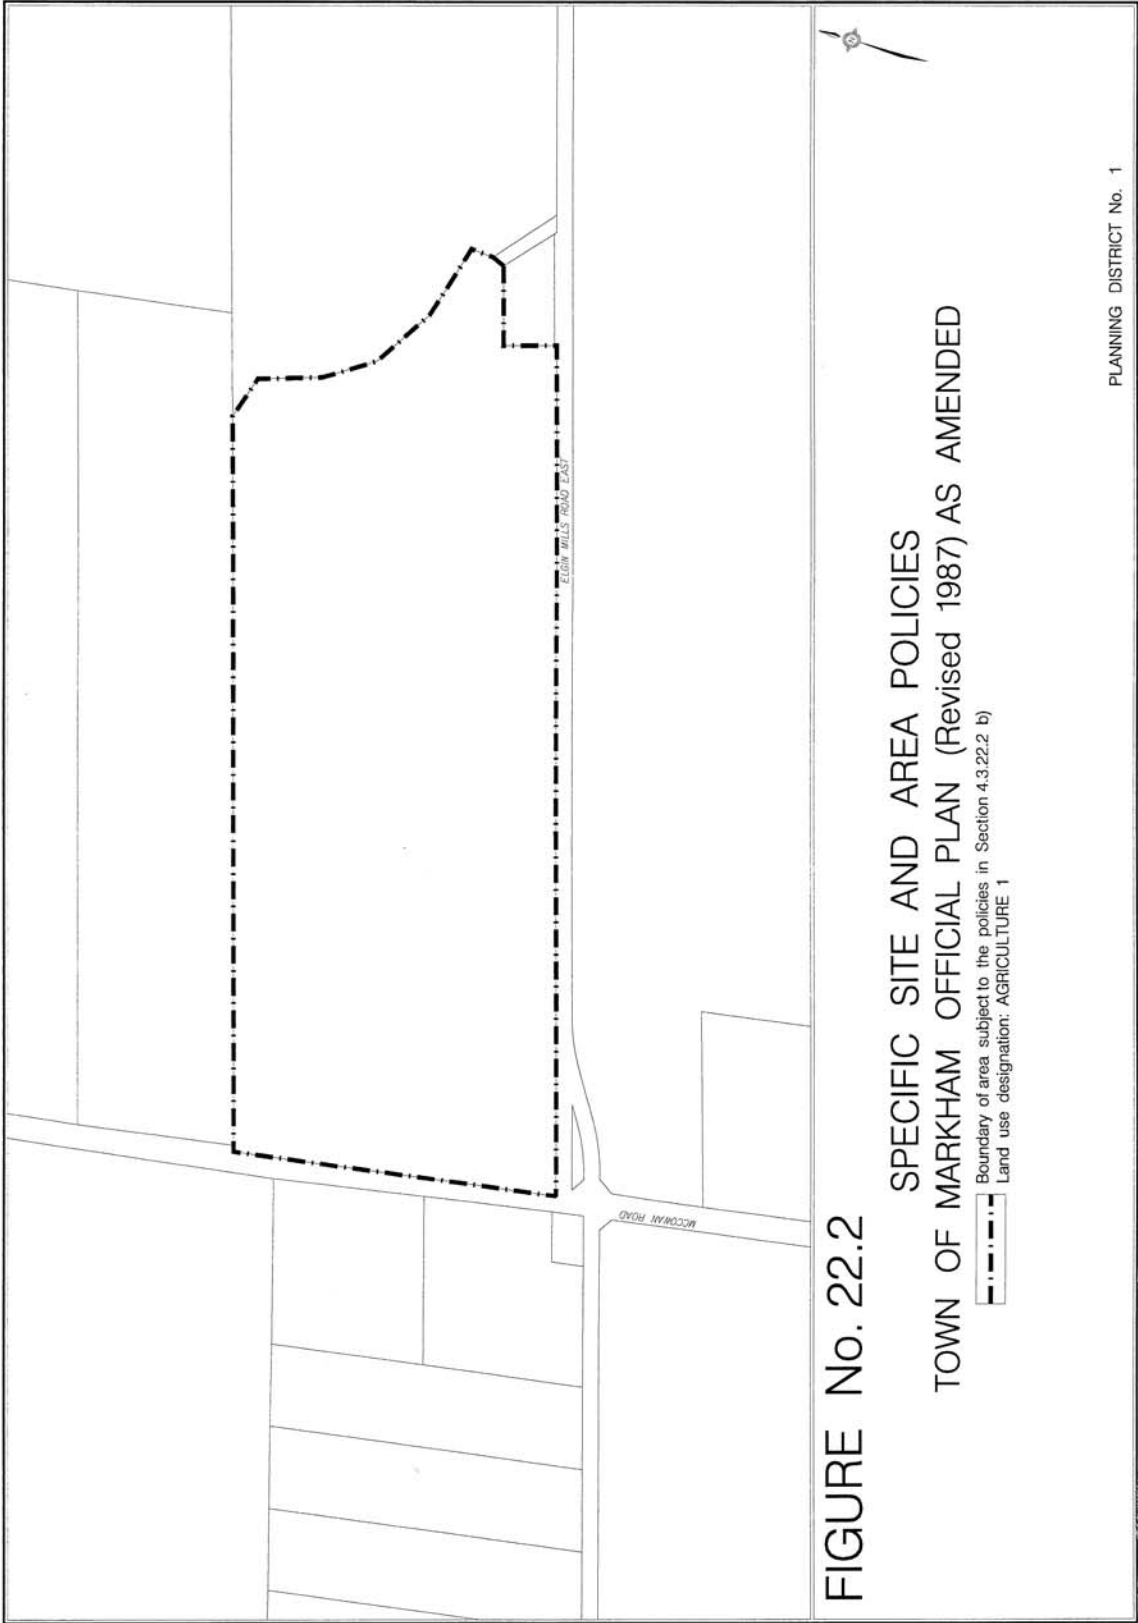 ELGIN MILLS ROAD EAST
MCCOWAN ROAD
N
FIGURE No. 22.2
SPECIFIC SITE AND AREA POLICIES
TOWN OF MARKHAM OFFICIAL PLAN (Revised 1987) AS AMENDED
Boundary of area subject to the policies in Section 4.3.22.2 b)
Land use designation: AGRICULTURE 1
PLANNING DISTRICT No. 1